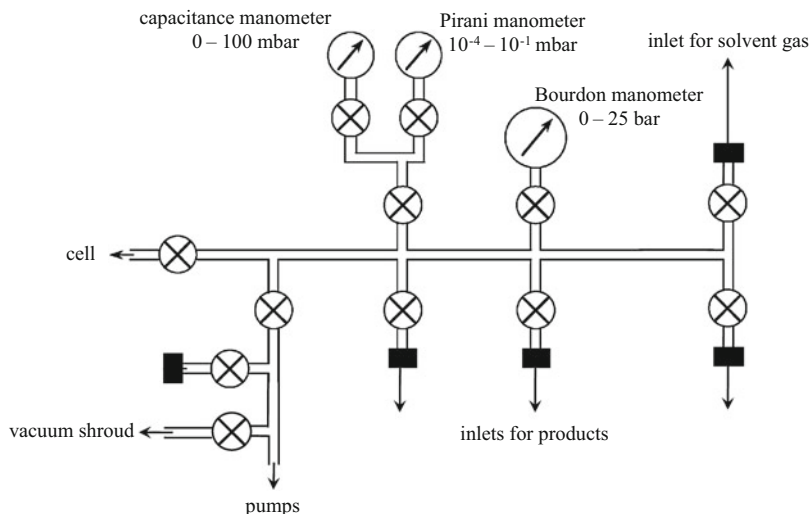 capacitance manometer
0 – 100 mbar
Pirani manometer
10⁻⁴ – 10⁻¹ mbar
inlet for solvent gas
Bourdon manometer
0 – 25 bar
cell
vacuum shroud
inlets for products
pumps